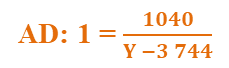 AD: 1 = 1040 / Y − 3 744